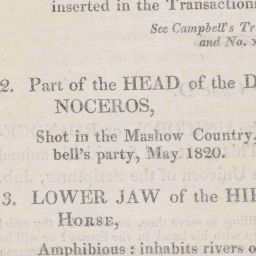 inserted in the Transactions
See Campbell's Tr
and No.
2. Part of the HEAD of the D
NOCEROS,
Shot in the Mashow Country,
bell's party, May 1820.
3. LOWER JAW of the HIP
HORSE,
Amphibious : inhabits rivers o